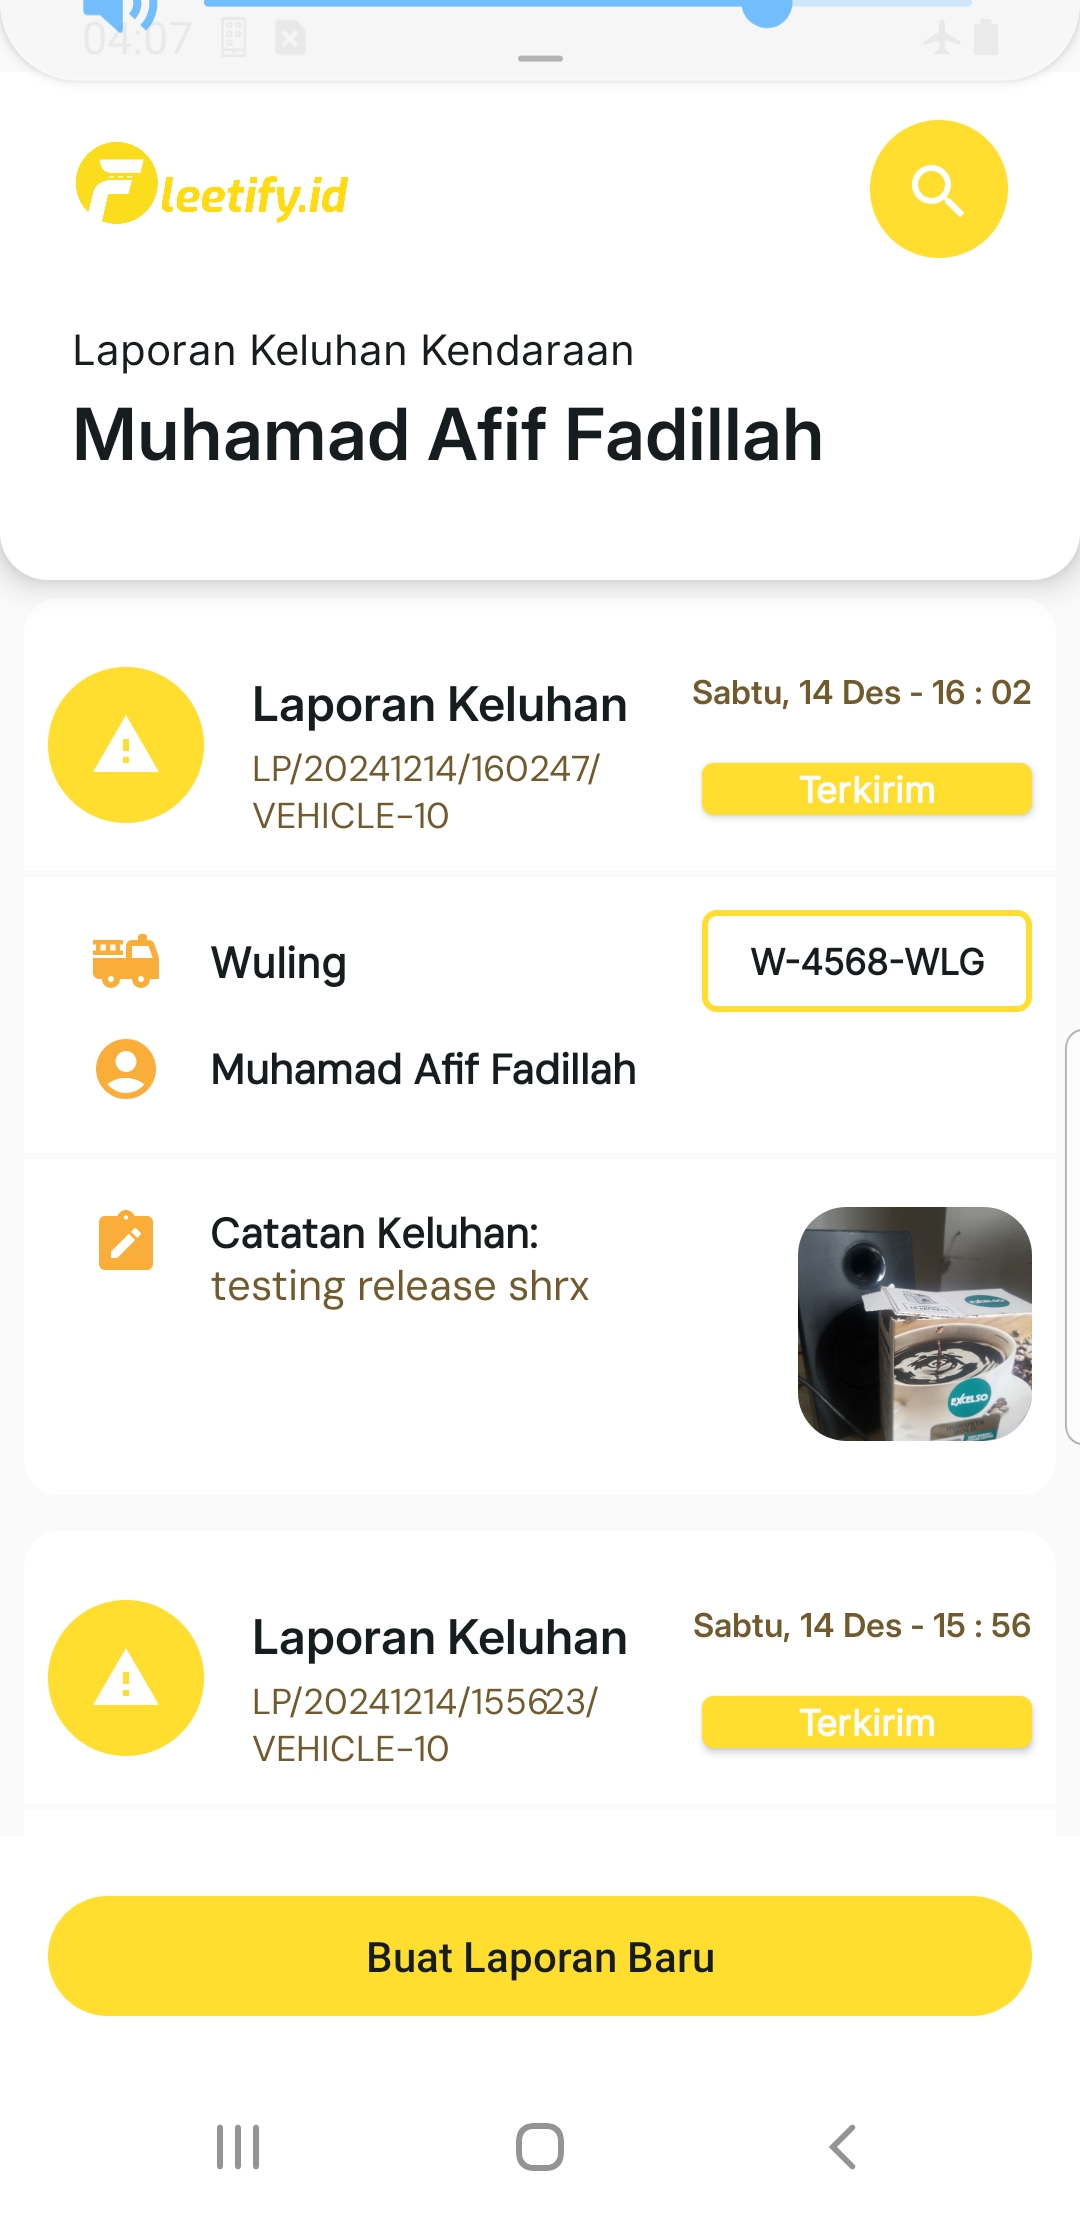 04:07
leetify.id
Laporan Keluhan Kendaraan
Muhamad Afif Fadillah
Laporan Keluhan
Sabtu, 14 Des - 16 : 02
LP/20241214/160247/
VEHICLE-10
Terkirim
Wuling
W-4568-WLG
Muhamad Afif Fadillah
Catatan Keluhan:
testing release shrx
EXCELSO
Laporan Keluhan
Sabtu, 14 Des - 15 : 56
LP/20241214/155623/
VEHICLE-10
Terkirim
Buat Laporan Baru